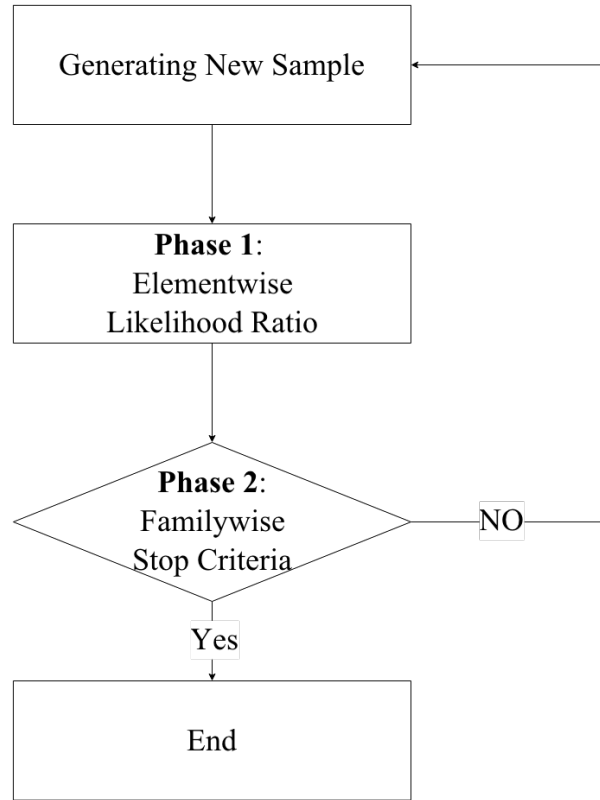 Generating New Sample
Phase 1:
Elementwise
Likelihood Ratio
Phase 2:
Familywise
Stop Criteria
NO
Yes
End